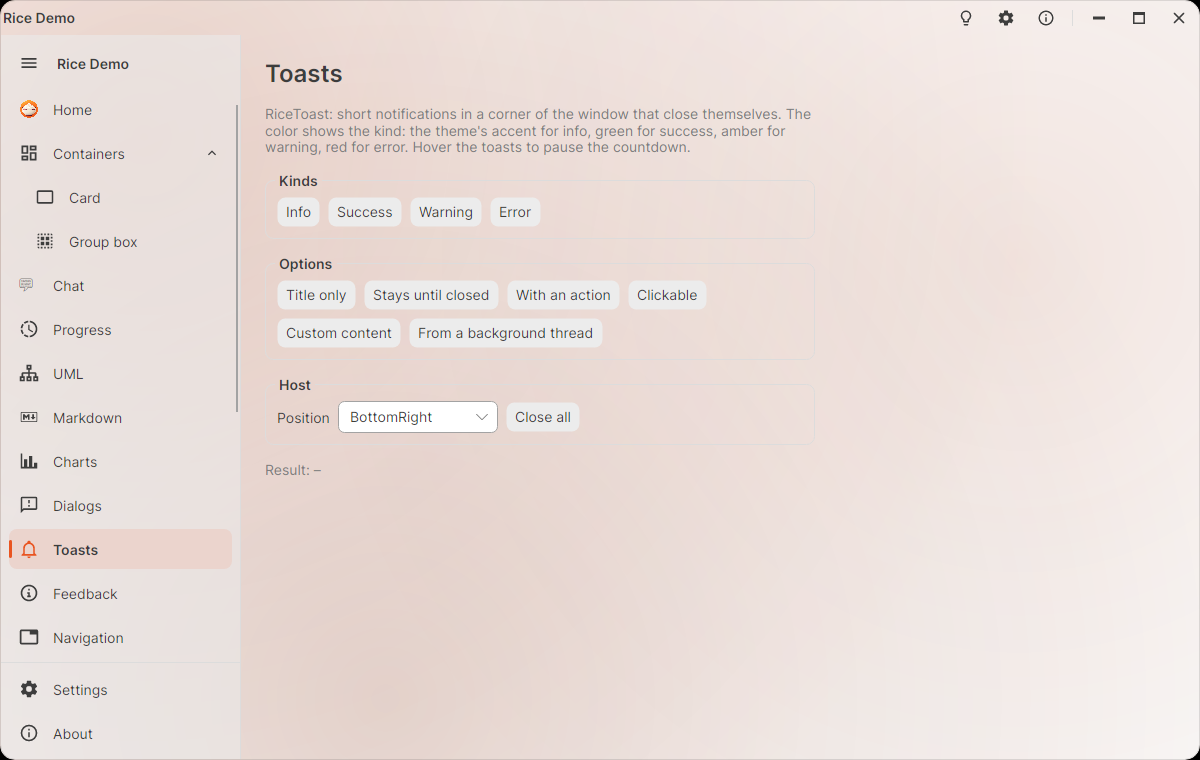 Rice Demo
Rice Demo
Home
Containers
Card
Group box
Chat
Progress
UML
Markdown
Charts
Dialogs
Toasts
Feedback
Navigation
Settings
About
Toasts
RiceToast: short notifications in a corner of the window that close themselves. The
color shows the kind: the theme's accent for info, green for success, amber for
warning, red for error. Hover the toasts to pause the countdown.
Kinds
Info Success Warning Error
Options
Title only Stays until closed With an action Clickable
Custom content From a background thread
Host
Position BottomRight Close all
Result: –